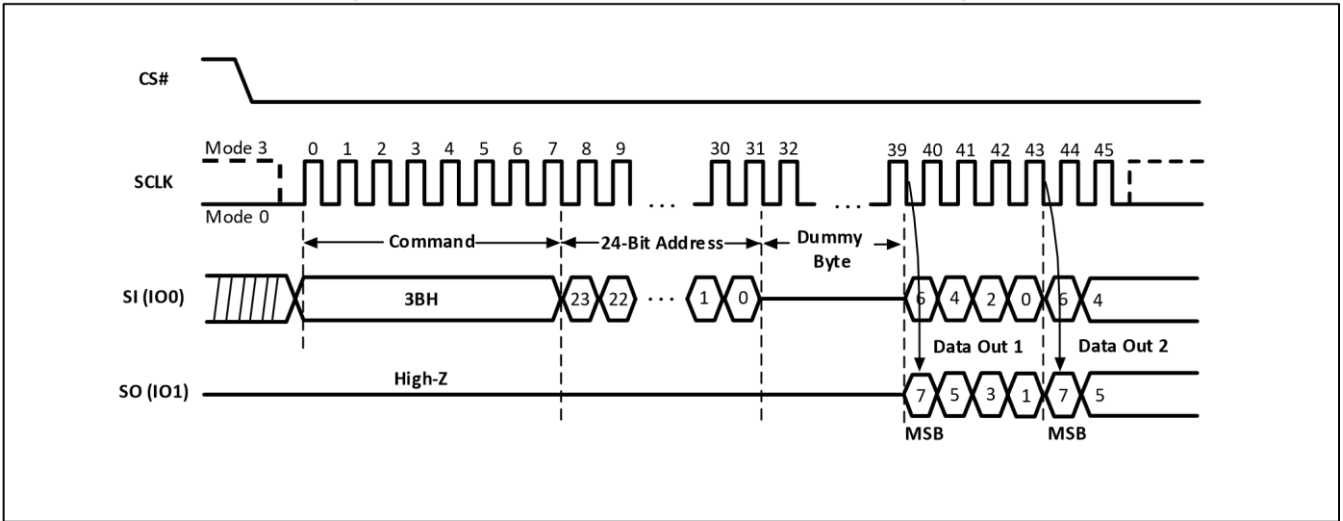 CS#
Mode 3 0 1 2 3 4 5 6 7 8 9 30 31 32 39 40 41 42 43 44 45
SCLK
Mode 0 ... ...
Command 24-Bit Address Dummy
Byte
SI (IO0) 3BH 23 22 ... 1 0 6 4 2 0 6 4
Data Out 1 Data Out 2
High-Z
SO (IO1) 7 5 3 1 7 5
MSB MSB